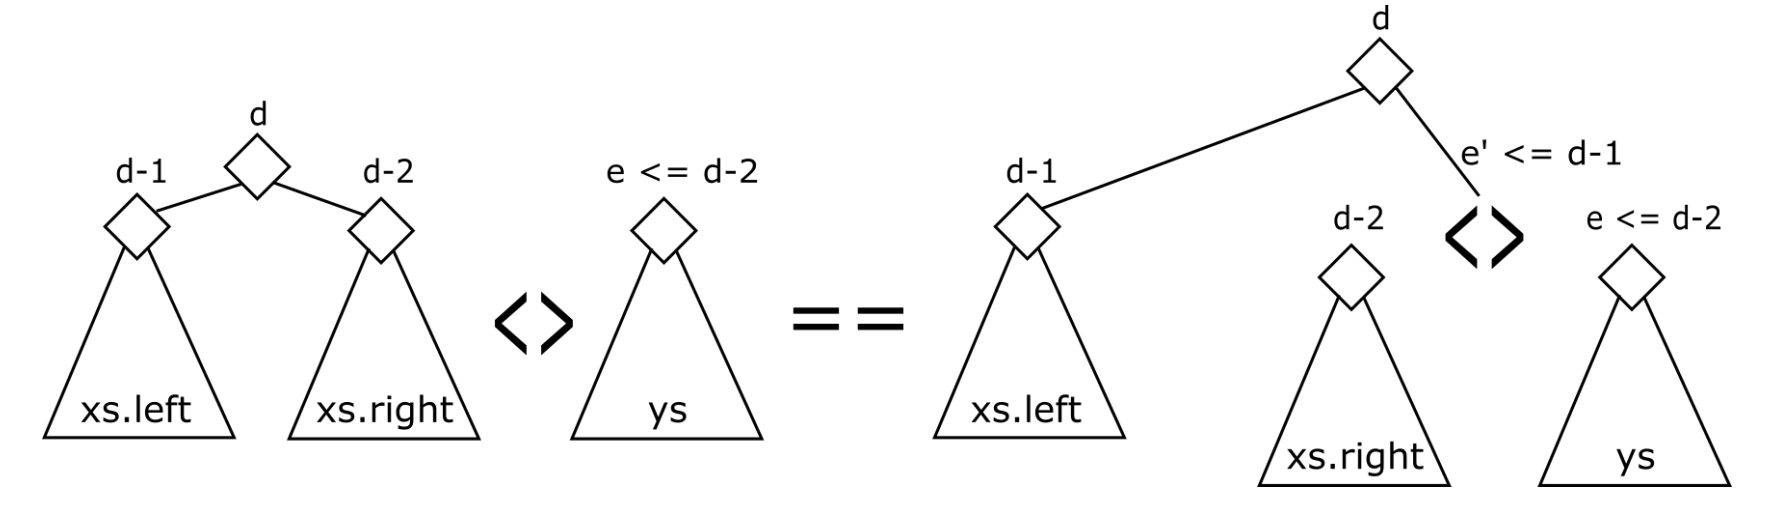 d
d
d-1
d-2
e <= d-2
d-1
e' <= d-1
d-2
e <= d-2
<>
<>
==
xs.left
xs.right
ys
xs.left
xs.right
ys